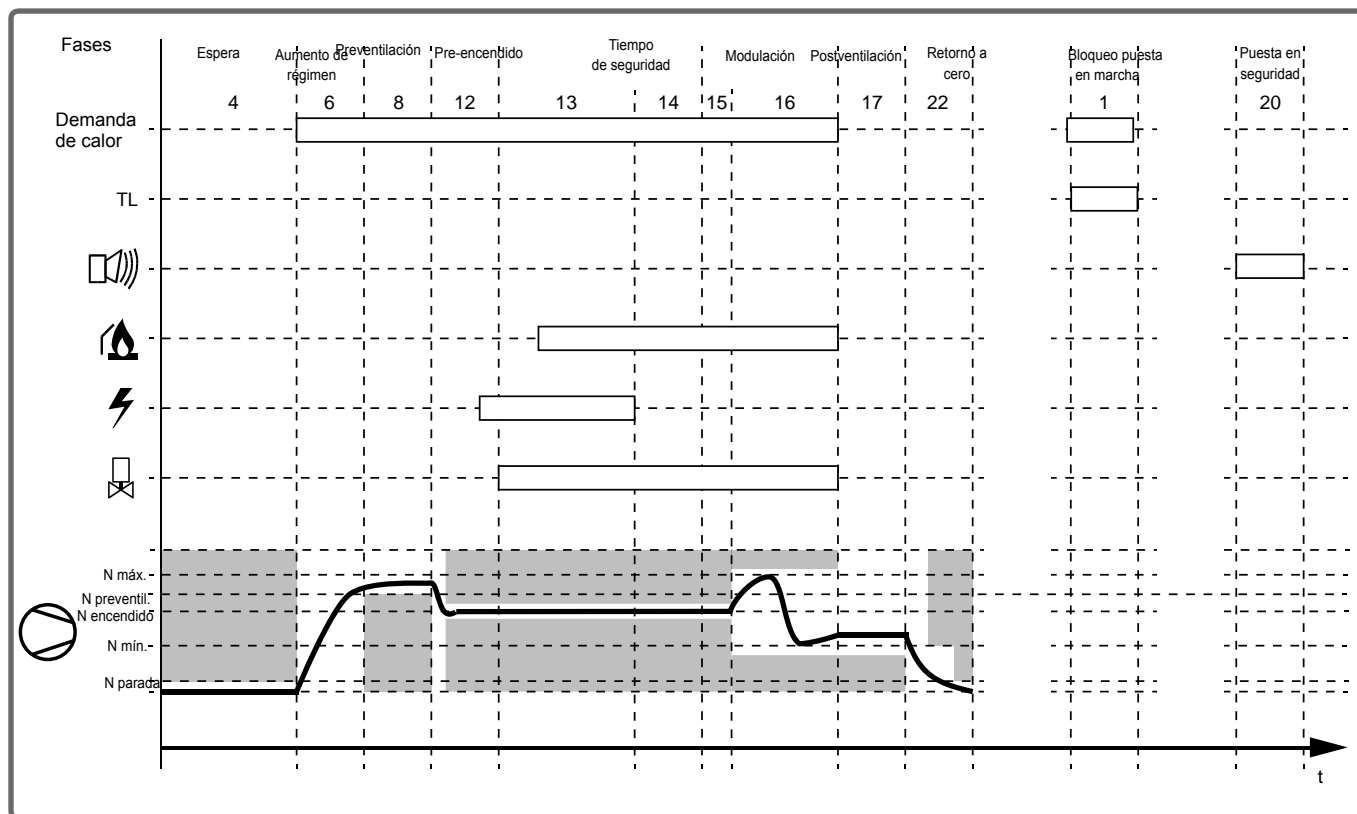 Fases
Espera
Aumento de
régimen
Preventilación
Pre-encendido
Tiempo
de seguridad
Modulación
Postventilación
Retorno a
cero
Bloqueo puesta
en marcha
Puesta en
seguridad
4 6 8 12 13 14 15 16 17 22 1 20
Demanda
de calor
TL
N máx.
N preventil.
N encendido
N mín.
N parada
t